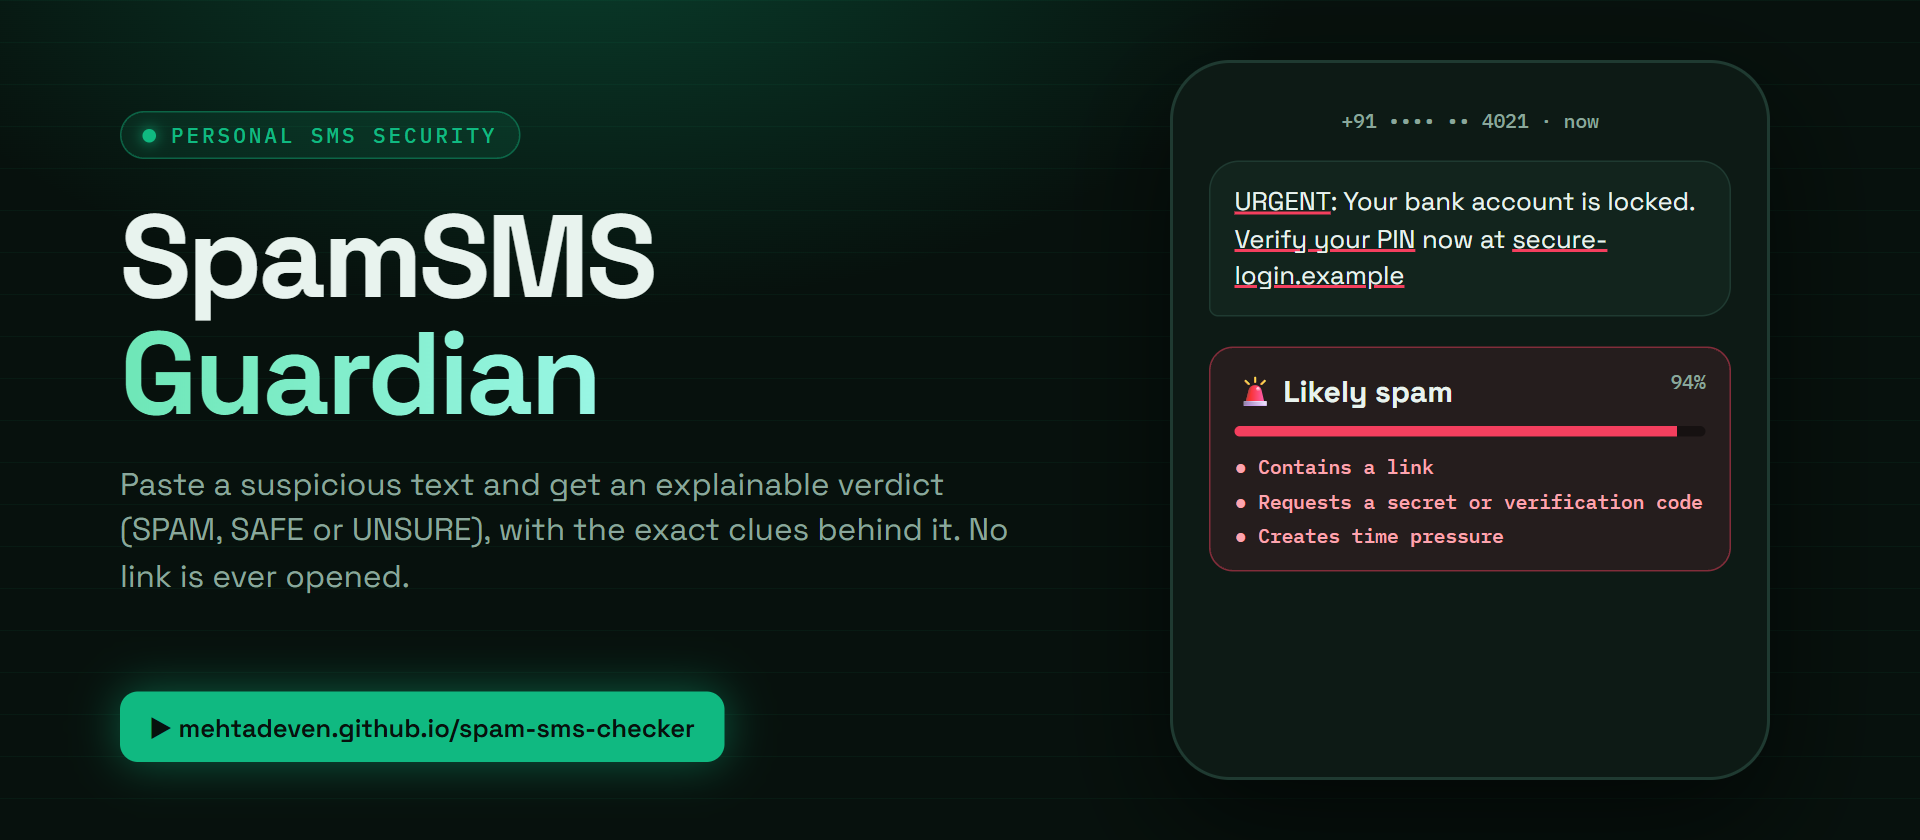 PERSONAL SMS SECURITY
SpamSMS
Guardian
Paste a suspicious text and get an explainable verdict
(SPAM, SAFE or UNSURE), with the exact clues behind it. No
link is ever opened.
▶ mehtadeven.github.io/spam-sms-checker
+91 •••• •• 4021 · now
URGENT: Your bank account is locked.
Verify your PIN now at secure-
login.example
🚨 Likely spam
94%
• Contains a link
• Requests a secret or verification code
• Creates time pressure